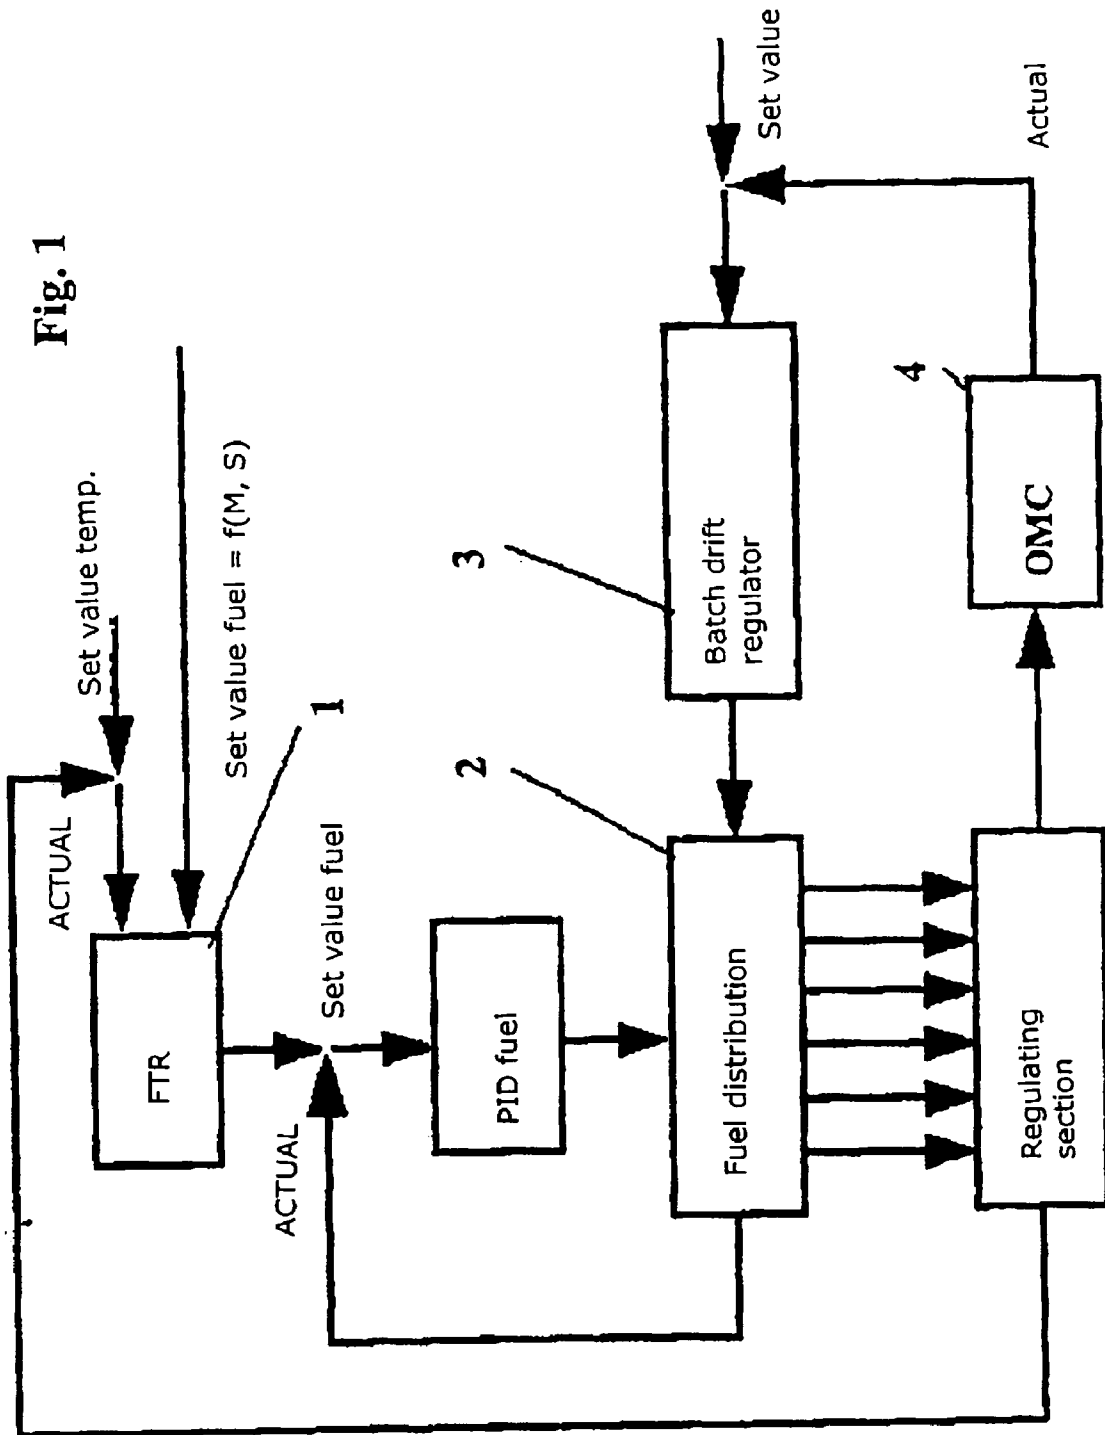 Fig. 1
Set value temp.
ACTUAL
Set value fuel = f(M, S)
FTR
1
Set value fuel
ACTUAL
PID fuel
2
Fuel distribution
3
Batch drift
regulator
Set value
Actual
4
OMC
Regulating
section